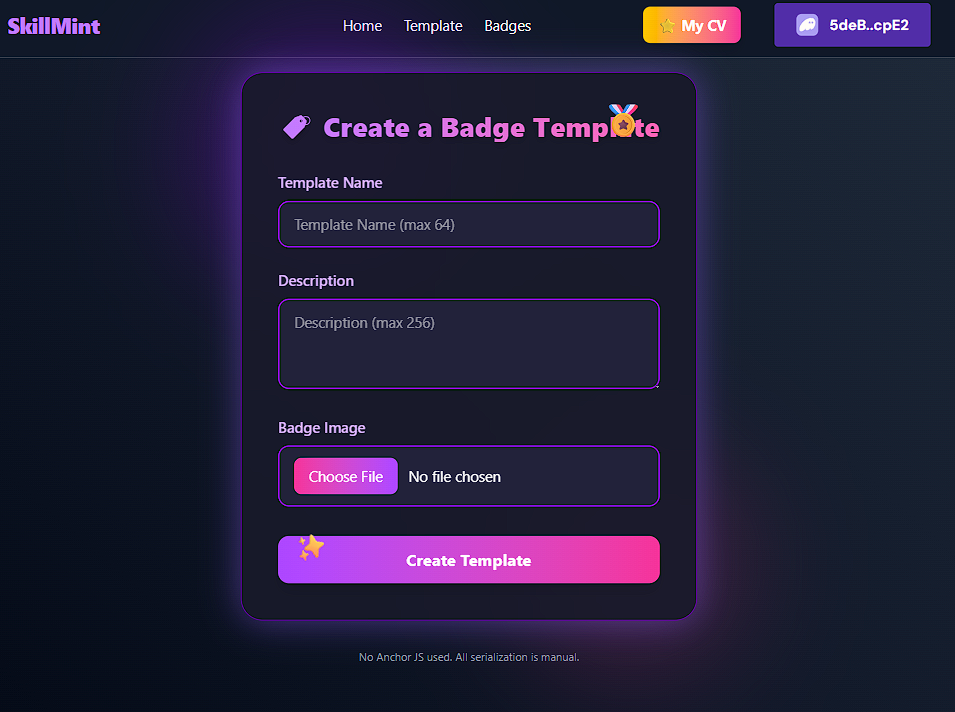 SkillMint
Home
Template
Badges
My CV
5deB..cpE2
Create a Badge Template
Template Name
Template Name (max 64)
Description
Description (max 256)
Badge Image
Choose File No file chosen
Create Template
No Anchor JS used. All serialization is manual.